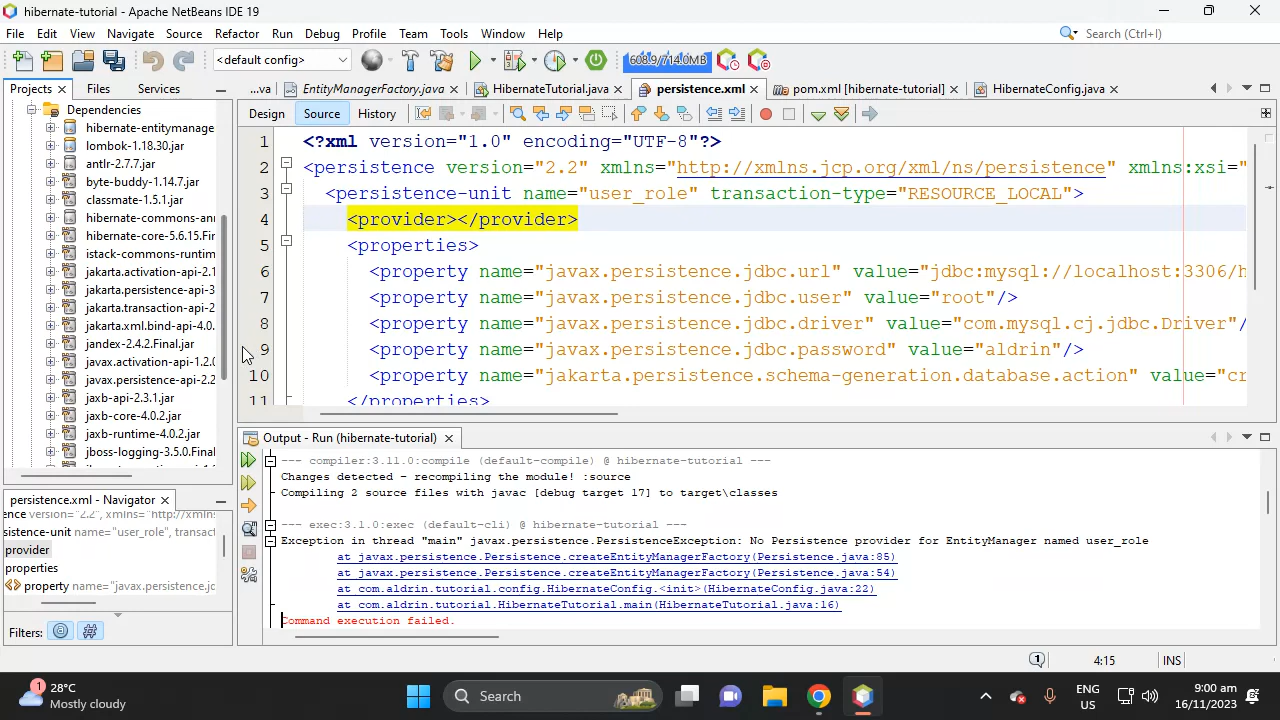 hibernate-tutorial - Apache NetBeans IDE 19
File Edit View Navigate Source Refactor Run Debug Profile Team Tools Window Help
Search (Ctrl+I)
<default config>
608.9/714.0MB
Projects Files Services
...va EntityManagerFactory.java HibernateTutorial.java persistence.xml pom.xml [hibernate-tutorial] HibernateConfig.java
Design Source History
Dependencies
hibernate-entitymanage
lombok-1.18.30.jar
antlr-2.7.7.jar
byte-buddy-1.14.7.jar
classmate-1.5.1.jar
hibernate-commons-ann
hibernate-core-5.6.15.Fir
istack-commons-runtim
jakarta.activation-api-2.1
jakarta.persistence-api-3
jakarta.transaction-api-2
jakarta.xml.bind-api-4.0.
jandex-2.4.2.Final.jar
javax.activation-api-1.2.0
javax.persistence-api-2.2
jaxb-api-2.3.1.jar
jaxb-core-4.0.2.jar
jaxb-runtime-4.0.2.jar
jboss-logging-3.5.0.Final
1 <?xml version="1.0" encoding="UTF-8"?>
2 <persistence version="2.2" xmlns="http://xmlns.jcp.org/xml/ns/persistence" xmlns:xsi="
3 <persistence-unit name="user_role" transaction-type="RESOURCE_LOCAL">
4 <provider></provider>
5 <properties>
6 <property name="javax.persistence.jdbc.url" value="jdbc:mysql://localhost:3306/h
7 <property name="javax.persistence.jdbc.user" value="root"/>
8 <property name="javax.persistence.jdbc.driver" value="com.mysql.cj.jdbc.Driver"/
9 <property name="javax.persistence.jdbc.password" value="aldrin"/>
10 <property name="jakarta.persistence.schema-generation.database.action" value="cr
11 </properties>
persistence.xml - Navigator
ence version="2.2", xmlns="http://xmlns
sistence-unit name="user_role", transact
provider
properties
property name="javax.persistence.jc
Filters:
Output - Run (hibernate-tutorial)
--- compiler:3.11.0:compile (default-compile) @ hibernate-tutorial ---
Changes detected - recompiling the module! :source
Compiling 2 source files with javac [debug target 17] to target\classes
--- exec:3.1.0:exec (default-cli) @ hibernate-tutorial ---
Exception in thread "main" javax.persistence.PersistenceException: No Persistence provider for EntityManager named user_role
at javax.persistence.Persistence.createEntityManagerFactory(Persistence.java:85)
at javax.persistence.Persistence.createEntityManagerFactory(Persistence.java:54)
at com.aldrin.tutorial.config.HibernateConfig.<init>(HibernateConfig.java:22)
at com.aldrin.tutorial.HibernateTutorial.main(HibernateTutorial.java:16)
Command execution failed.
1 4:15 INS
1
28°C
Mostly cloudy
Search
ENG
US
9:00 am
16/11/2023